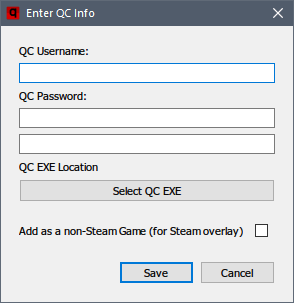 Enter QC Info
QC Username:
QC Password:
QC EXE Location
Select QC EXE
Add as a non-Steam Game (for Steam overlay)
Save Cancel